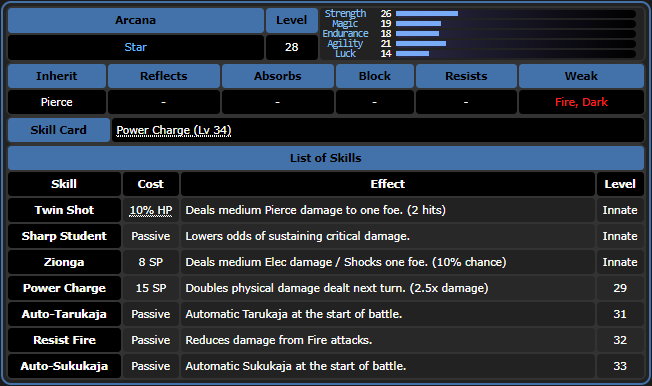 Arcana Level
Star 28
Strength 26
Magic 19
Endurance 18
Agility 21
Luck 14
Inherit Reflects Absorbs Block Resists Weak
Pierce - - - - Fire, Dark
Skill Card Power Charge (Lv 34)
List of Skills
Skill Cost Effect Level
Twin Shot 10% HP Deals medium Pierce damage to one foe. (2 hits) Innate
Sharp Student Passive Lowers odds of sustaining critical damage. Innate
Zionga 8 SP Deals medium Elec damage / Shocks one foe. (10% chance) Innate
Power Charge 15 SP Doubles physical damage dealt next turn. (2.5x damage) 29
Auto-Tarukaja Passive Automatic Tarukaja at the start of battle. 31
Resist Fire Passive Reduces damage from Fire attacks. 32
Auto-Sukukaja Passive Automatic Sukukaja at the start of battle. 33